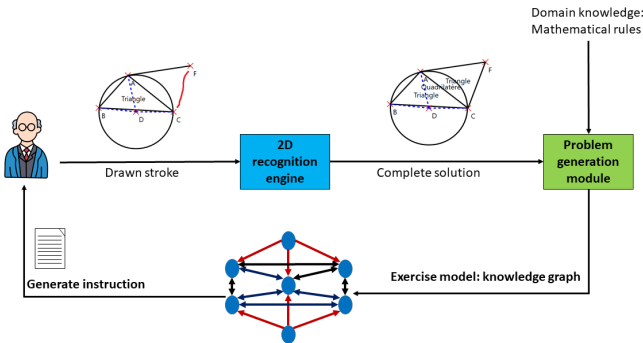 Domain knowledge:
Mathematical rules
F
A
Triangle
B
D
C
F
A
Triangle
Quadrilatère
Triangle
B
D
C
2D
recognition
engine
Problem
generation
module
Drawn stroke
Complete solution
Generate instruction
Exercise model: knowledge graph